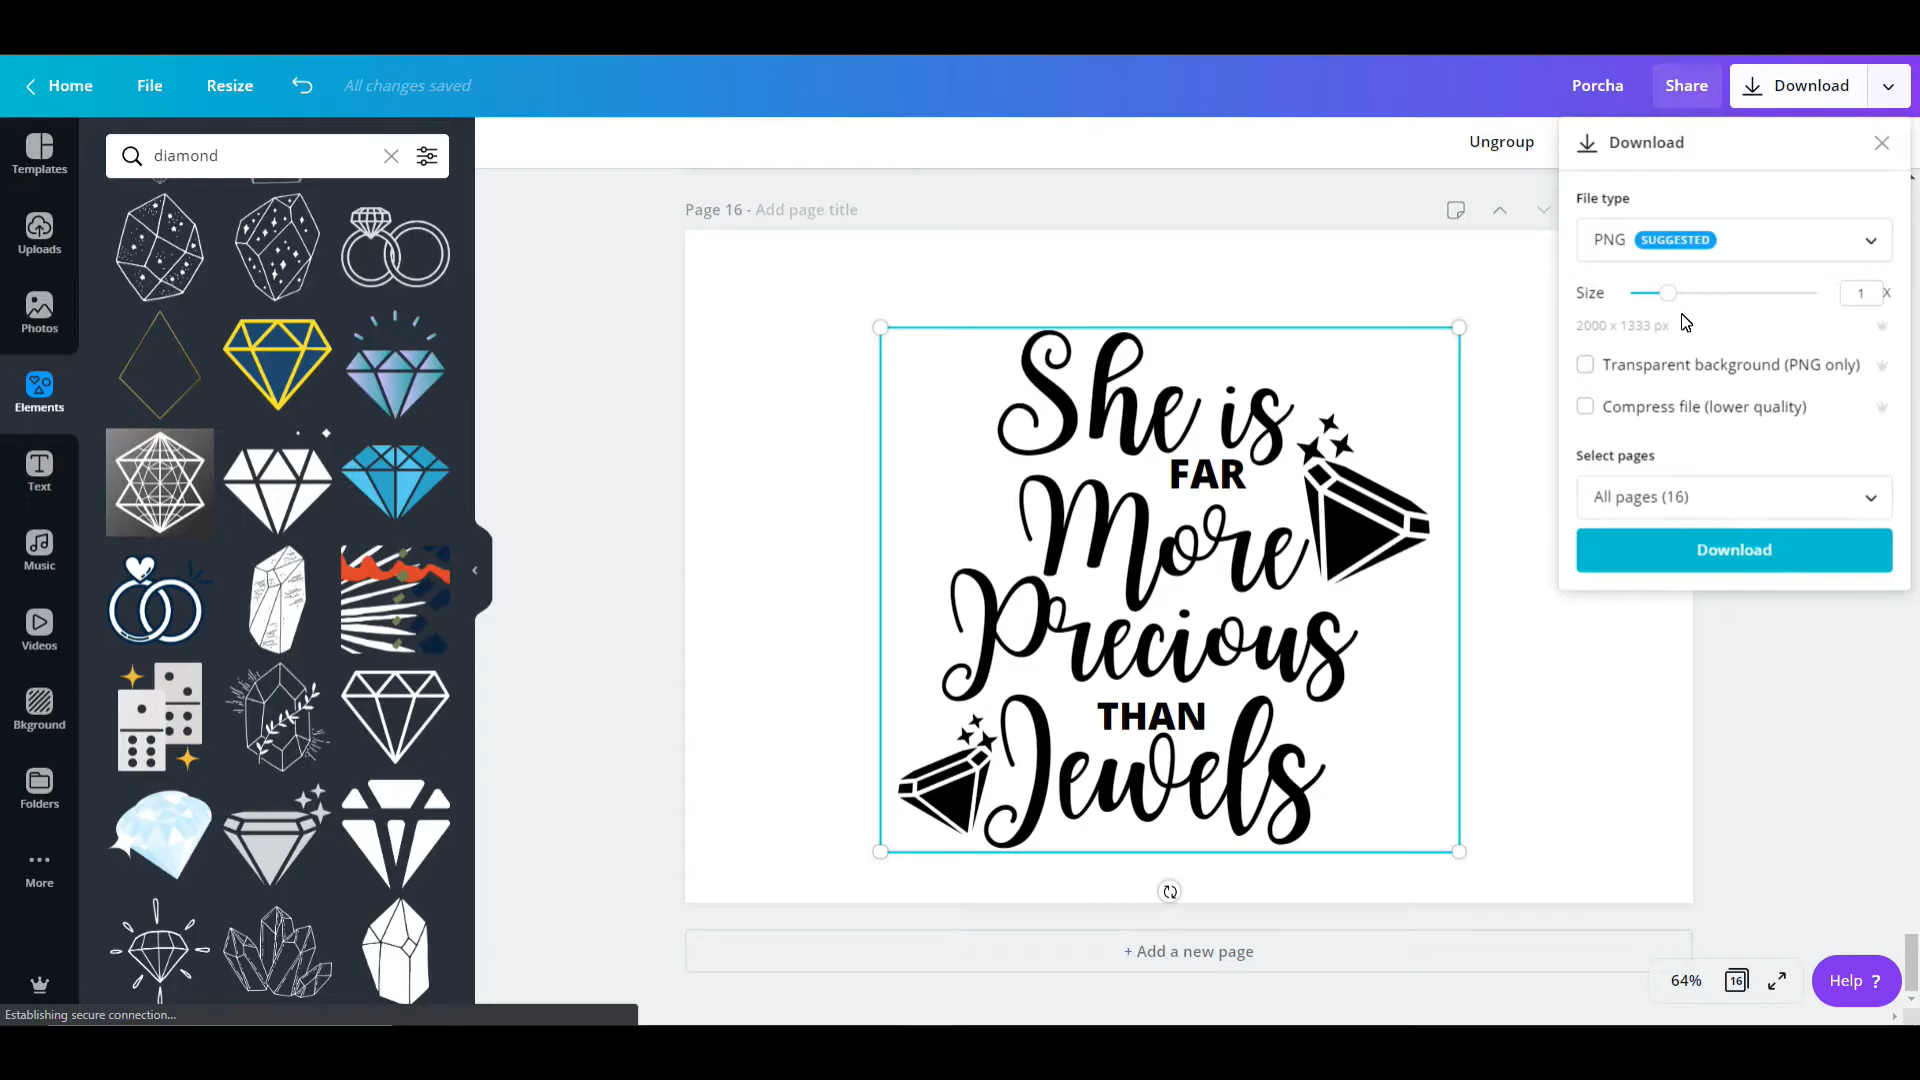 Home
File
Resize
All changes saved
Porcha
Share
Download
Templates
Uploads
Photos
Elements
Text
Music
Videos
Bkground
Folders
More
diamond
Ungroup
Page 16 - Add page title
She is
FAR
More
Precious
THAN
Jewels
+ Add a new page
Download
File type
PNG SUGGESTED
Size
1 X
2000 x 1333 px
Transparent background (PNG only)
Compress file (lower quality)
Select pages
All pages (16)
Download
64%
16
Help ?
Establishing secure connection...